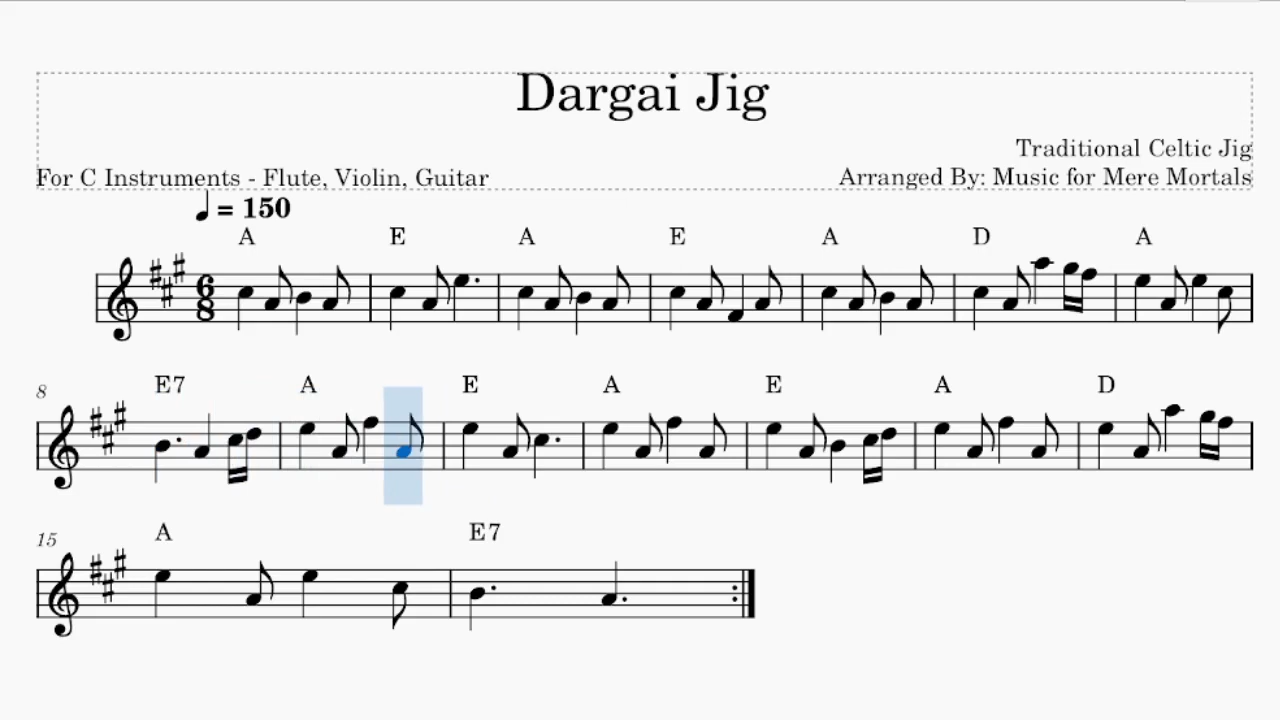 Dargai Jig
Traditional Celtic Jig
For C Instruments - Flute, Violin, Guitar
Arranged By: Music for Mere Mortals
= 150
A E A E A D A
6
8
8
E7 A E A E A D
15
A E7